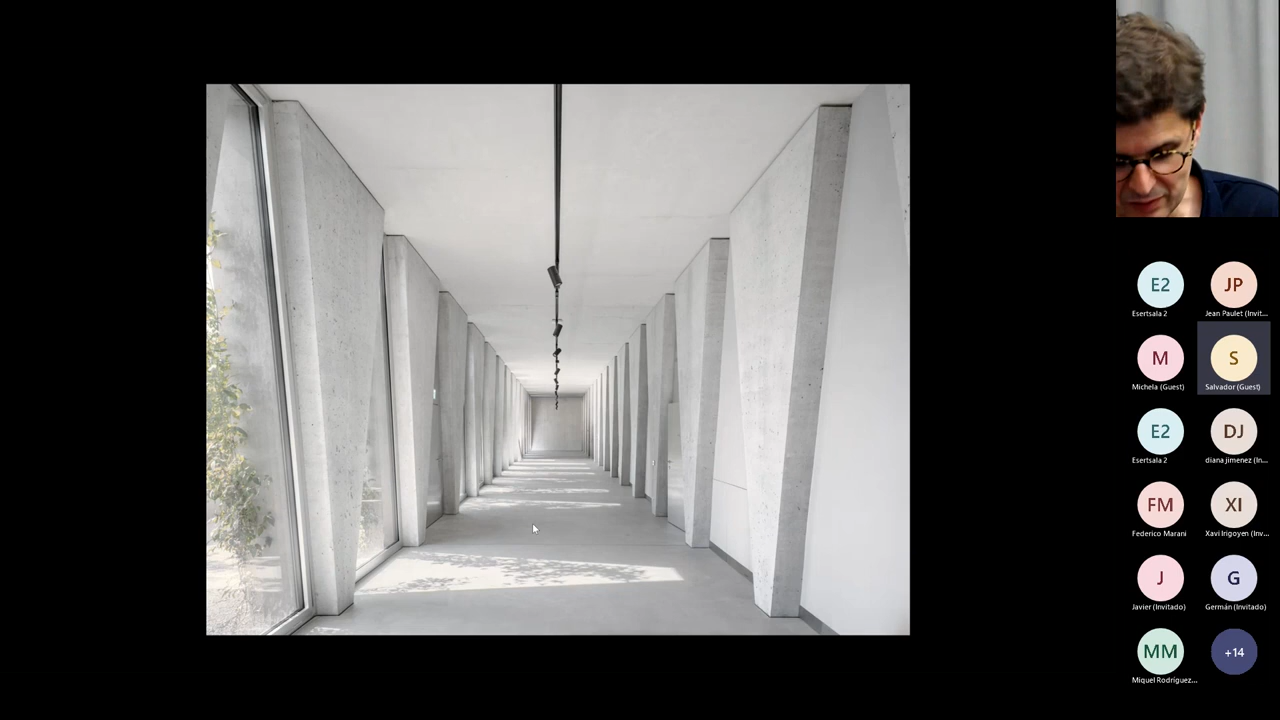 E2
Esertsala 2
JP
Jean Paulet (Invit...
M
Michela (Guest)
S
Salvador (Guest)
E2
Esertsala 2
DJ
diana jimenez (In...
FM
Federico Marani
XI
Xavi Irigoyen (Inv...
J
Javier (Invitado)
G
Germán (Invitado)
MM
Miquel Rodríguez...
+14